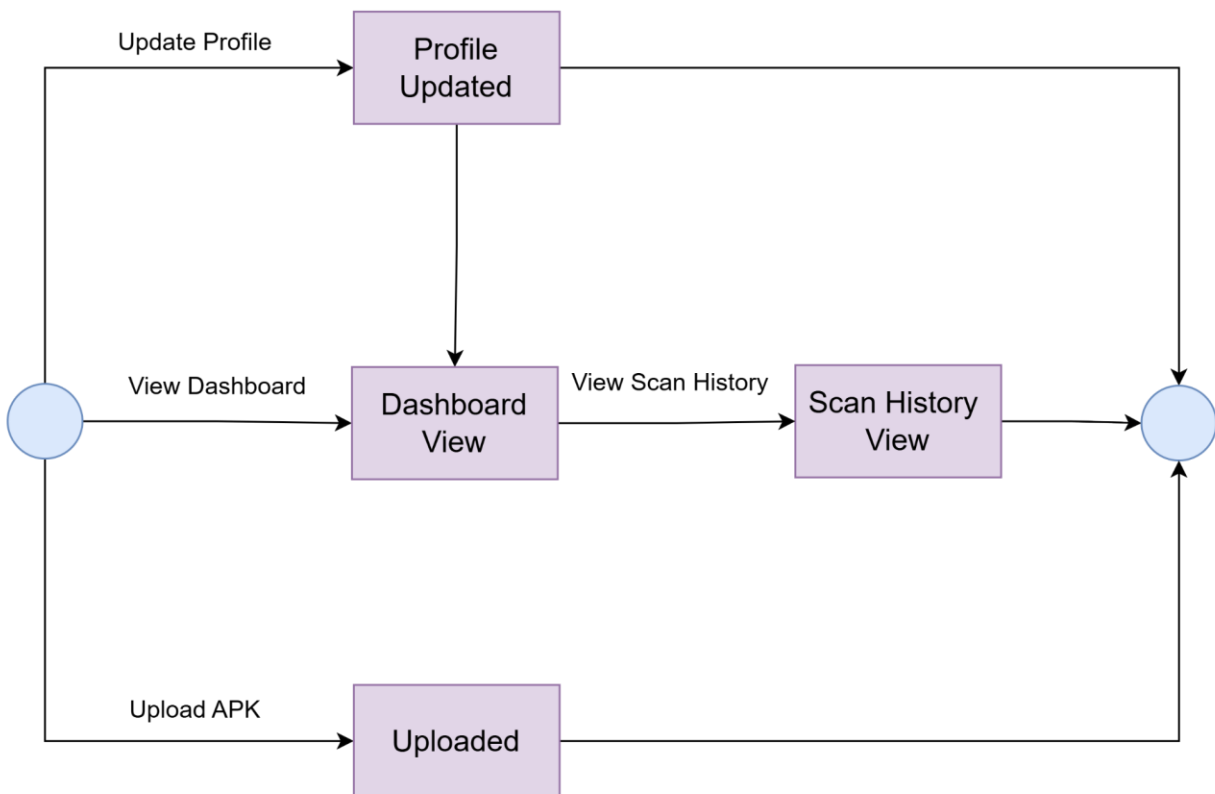 Update Profile
Profile
Updated
View Dashboard
Dashboard
View
View Scan History
Scan History
View
Upload APK
Uploaded